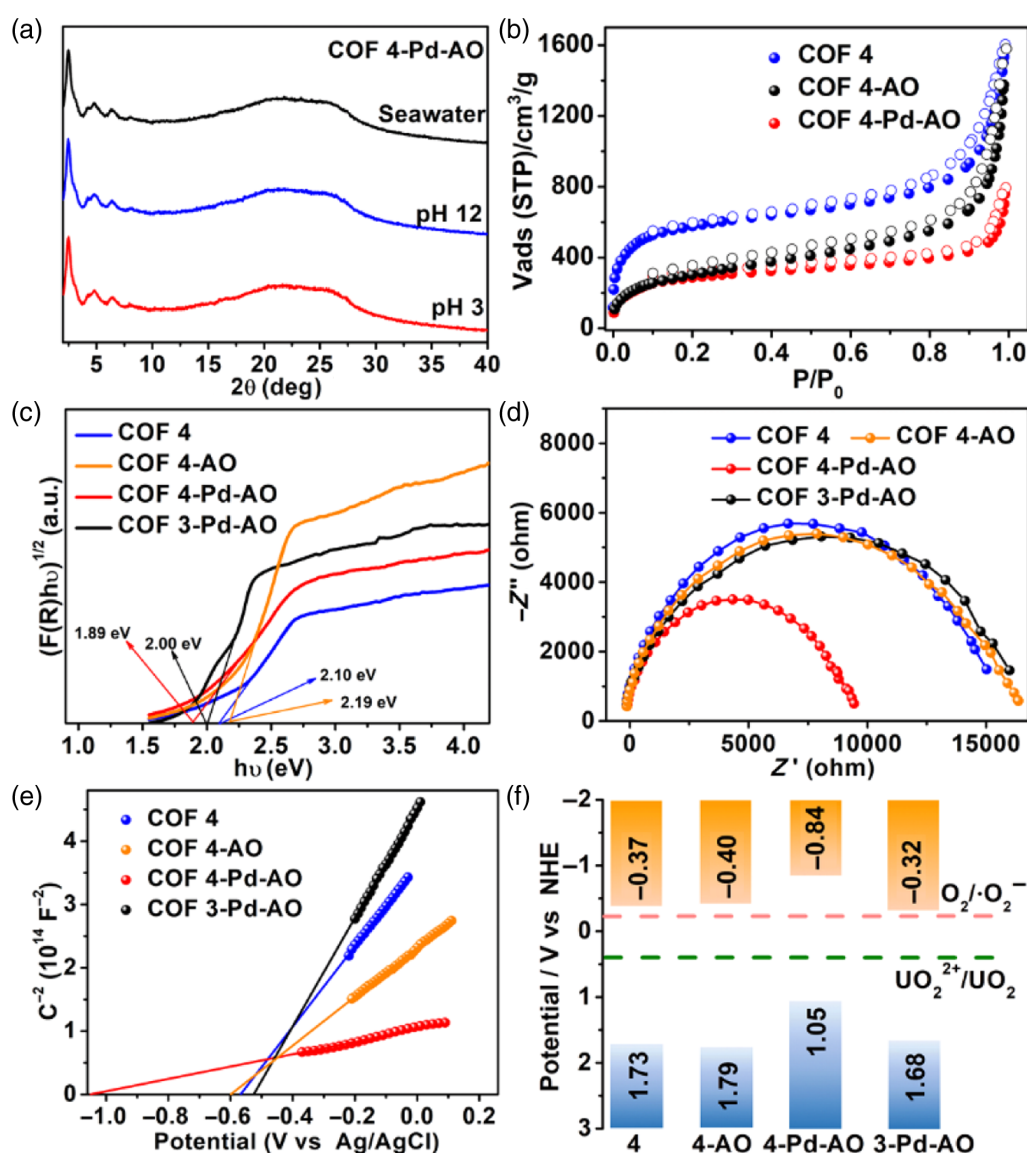 (a)
COF 4-Pd-AO
Seawater
pH 12
pH 3
5 10 15 20 25 30 35 40
2θ (deg)
(b)
Vads (STP)/cm³/g
1600
1200
800
400
0
COF 4
COF 4-AO
COF 4-Pd-AO
0.0 0.2 0.4 0.6 0.8 1.0
P/P₀
(c)
(F(R)hυ)^1/2 (a.u.)
COF 4
COF 4-AO
COF 4-Pd-AO
COF 3-Pd-AO
1.89 eV
2.00 eV
2.10 eV
2.19 eV
1.0 1.5 2.0 2.5 3.0 3.5 4.0
hυ (eV)
(d)
−Z'' (ohm)
8000
6000
4000
2000
0
COF 4 COF 4-AO
COF 4-Pd-AO
COF 3-Pd-AO
0 5000 10000 15000
Z' (ohm)
(e)
C⁻² (10¹⁴ F⁻²)
4
3
2
1
0
COF 4
COF 4-AO
COF 4-Pd-AO
COF 3-Pd-AO
−1.0 −0.8 −0.6 −0.4 −0.2 0.0 0.2
Potential (V vs Ag/AgCl)
(f)
Potential / V vs NHE
−2
−1
0
1
2
3
−0.37 −0.40 −0.84 −0.32
O₂/·O₂⁻
UO₂²⁺/UO₂
1.73 1.79 1.05 1.68
4 4-AO 4-Pd-AO 3-Pd-AO